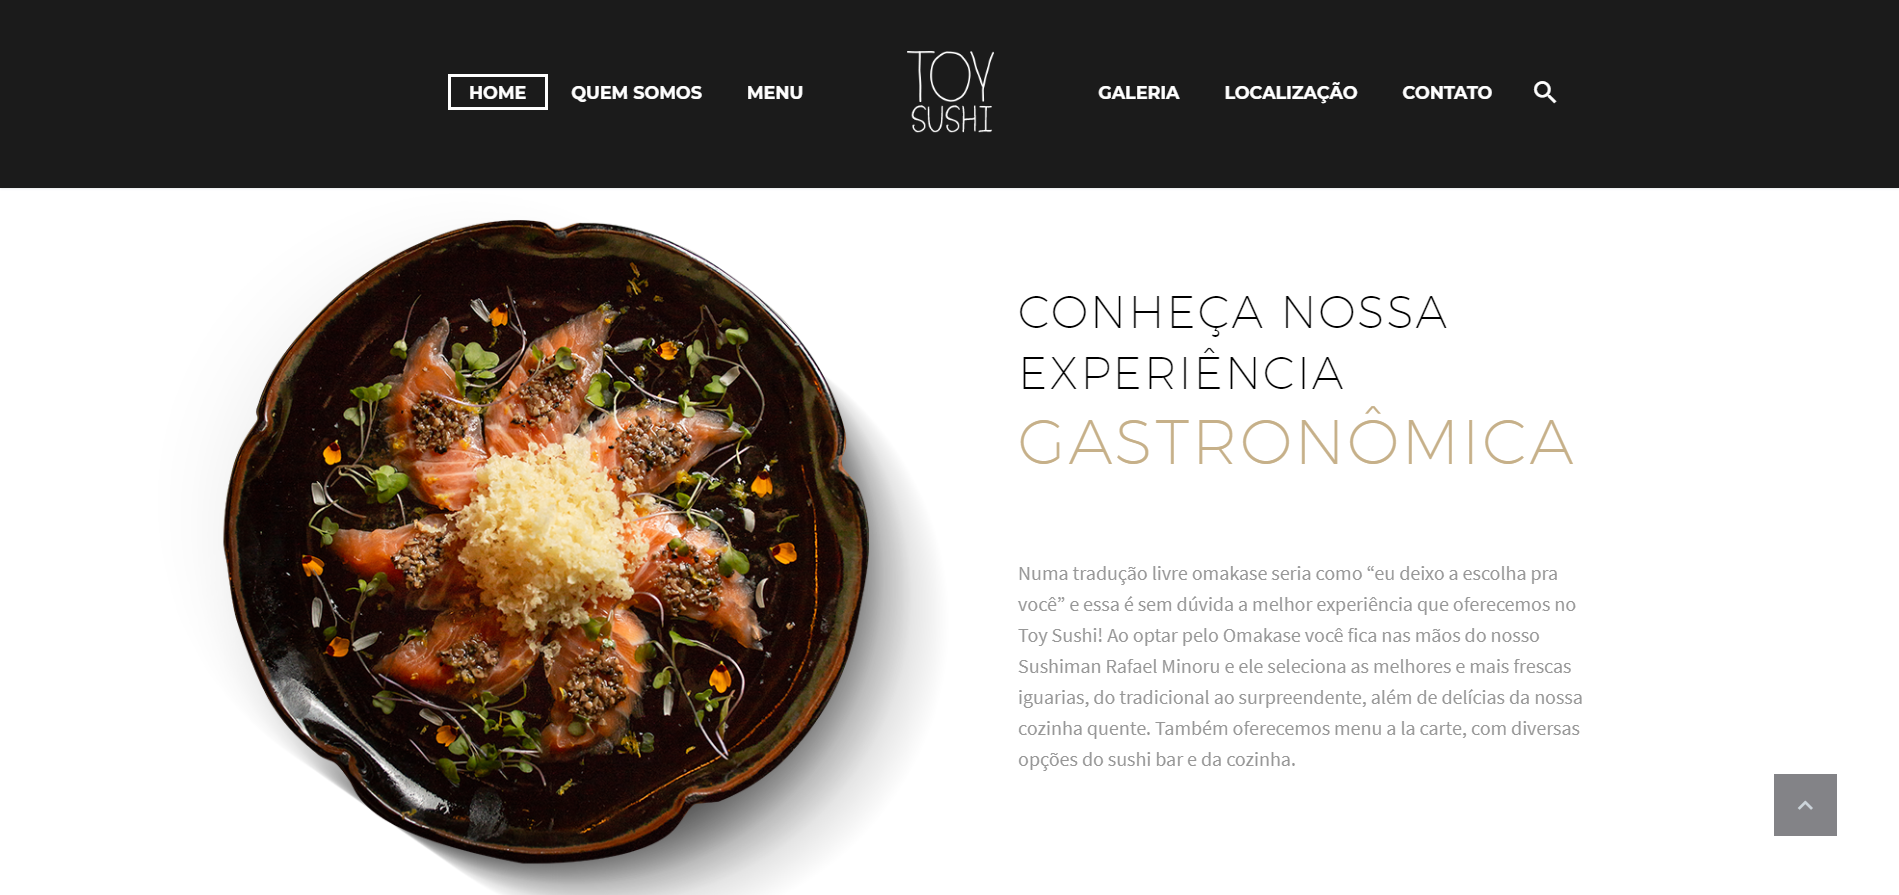 HOME QUEM SOMOS MENU TOY SUSHI GALERIA LOCALIZAÇÃO CONTATO
CONHEÇA NOSSA
EXPERIÊNCIA
GASTRONÔMICA
Numa tradução livre omakase seria como “eu deixo a escolha pra
você” e essa é sem dúvida a melhor experiência que oferecemos no
Toy Sushi! Ao optar pelo Omakase você fica nas mãos do nosso
Sushiman Rafael Minoru e ele seleciona as melhores e mais frescas
iguarias, do tradicional ao surpreendente, além de delícias da nossa
cozinha quente. Também oferecemos menu a la carte, com diversas
opções do sushi bar e da cozinha.